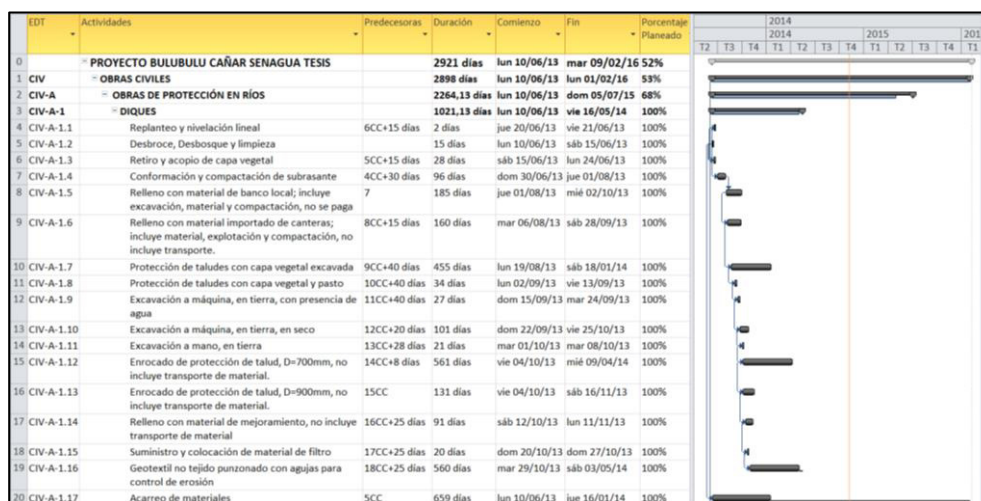 EDT Actividades Predecesoras Duración Comienzo Fin Porcentaje Planeado
2014
2014 2015 201
T2 T3 T4 T1 T2 T3 T4 T1 T2 T3 T4 T1
0 PROYECTO BULUBULU CAÑAR SENAGUA TESIS 2921 días lun 10/06/13 mar 09/02/16 52%
1 CIV OBRAS CIVILES 2898 días lun 10/06/13 lun 01/02/16 53%
2 CIV-A OBRAS DE PROTECCIÓN EN RÍOS 2264,13 días lun 10/06/13 dom 05/07/15 68%
3 CIV-A-1 DIQUES 1021,13 días lun 10/06/13 vie 16/05/14 100%
4 CIV-A-1.1 Replanteo y nivelación lineal 6CC+15 días 2 días jue 20/06/13 vie 21/06/13 100%
5 CIV-A-1.2 Desbroce, Desbosque y limpieza 15 días lun 10/06/13 sáb 15/06/13 100%
6 CIV-A-1.3 Retiro y acopio de capa vegetal 5CC+15 días 28 días sáb 15/06/13 lun 24/06/13 100%
7 CIV-A-1.4 Conformación y compactación de subrasante 4CC+30 días 96 días dom 30/06/13 jue 01/08/13 100%
8 CIV-A-1.5 Relleno con material de banco local; incluye 7 185 días jue 01/08/13 mié 02/10/13 100%
excavación, material y compactación, no se paga
9 CIV-A-1.6 Relleno con material importado de canteras; 8CC+15 días 160 días mar 06/08/13 sáb 28/09/13 100%
incluye material, explotación y compactación, no
incluye transporte.
10 CIV-A-1.7 Protección de taludes con capa vegetal excavada 9CC+40 días 455 días lun 19/08/13 sáb 18/01/14 100%
11 CIV-A-1.8 Protección de taludes con capa vegetal y pasto 10CC+40 días 34 días lun 02/09/13 vie 13/09/13 100%
12 CIV-A-1.9 Excavación a máquina, en tierra, con presencia de 11CC+40 días 27 días dom 15/09/13 mar 24/09/13 100%
agua
13 CIV-A-1.10 Excavación a máquina, en tierra, en seco 12CC+20 días 101 días dom 22/09/13 vie 25/10/13 100%
14 CIV-A-1.11 Excavación a mano, en tierra 13CC+28 días 21 días mar 01/10/13 mar 08/10/13 100%
15 CIV-A-1.12 Enrocado de protección de talud, D=700mm, no 14CC+8 días 561 días vie 04/10/13 mié 09/04/14 100%
incluye transporte de material.
16 CIV-A-1.13 Enrocado de protección de talud, D=900mm, no 15CC 131 días vie 04/10/13 sáb 16/11/13 100%
incluye transporte de material.
17 CIV-A-1.14 Relleno con material de mejoramiento, no incluye 16CC+25 días 91 días sáb 12/10/13 lun 11/11/13 100%
transporte de material
18 CIV-A-1.15 Suministro y colocación de material de filtro 17CC+25 días 20 días dom 20/10/13 dom 27/10/13 100%
19 CIV-A-1.16 Geotextil no tejido punzonado con agujas para 18CC+25 días 560 días mar 29/10/13 sáb 03/05/14 100%
control de erosión
20 CIV-A-1.17 Acarreo de materiales 5CC 659 días lun 10/06/13 jue 16/01/14 100%